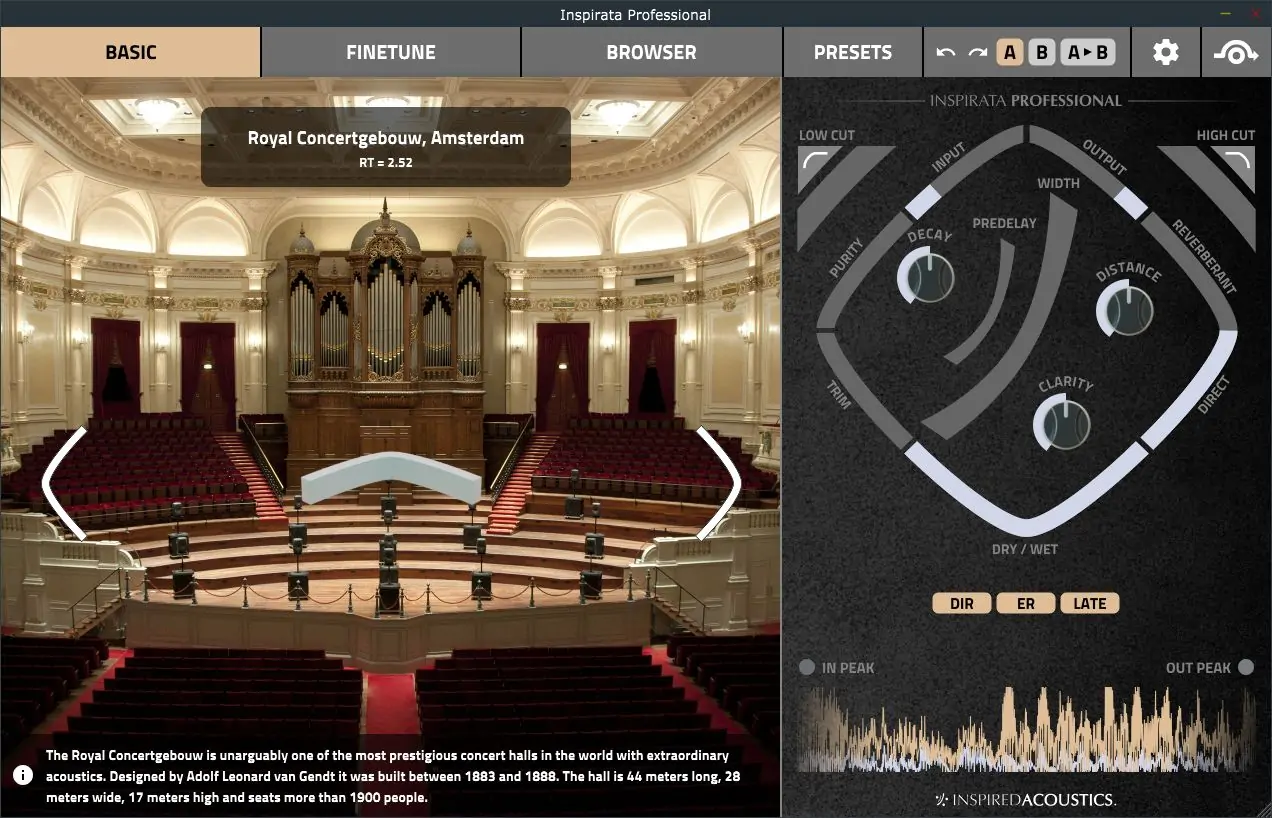 Inspirata Professional
BASIC
FINETUNE
BROWSER
PRESETS
A
B
A ▸ B
Royal Concertgebouw, Amsterdam
RT = 2.52
INSPIRATA PROFESSIONAL
LOW CUT
HIGH CUT
INPUT
OUTPUT
WIDTH
PREDELAY
DECAY
PURITY
REVERBERANT
DISTANCE
TRIM
CLARITY
DIRECT
DRY / WET
DIR
ER
LATE
IN PEAK
OUT PEAK
The Royal Concertgebouw is unarguably one of the most prestigious concert halls in the world with extraordinary
acoustics. Designed by Adolf Leonard van Gendt it was built between 1883 and 1888. The hall is 44 meters long, 28
meters wide, 17 meters high and seats more than 1900 people.
INSPIREDACOUSTICS.